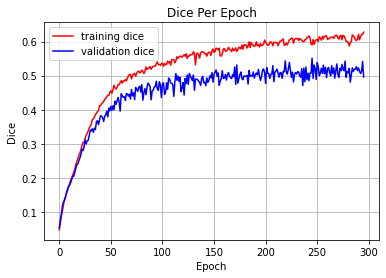 Dice Per Epoch
training dice
validation dice
Dice
0.6
0.5
0.4
0.3
0.2
0.1
0 50 100 150 200 250 300
Epoch